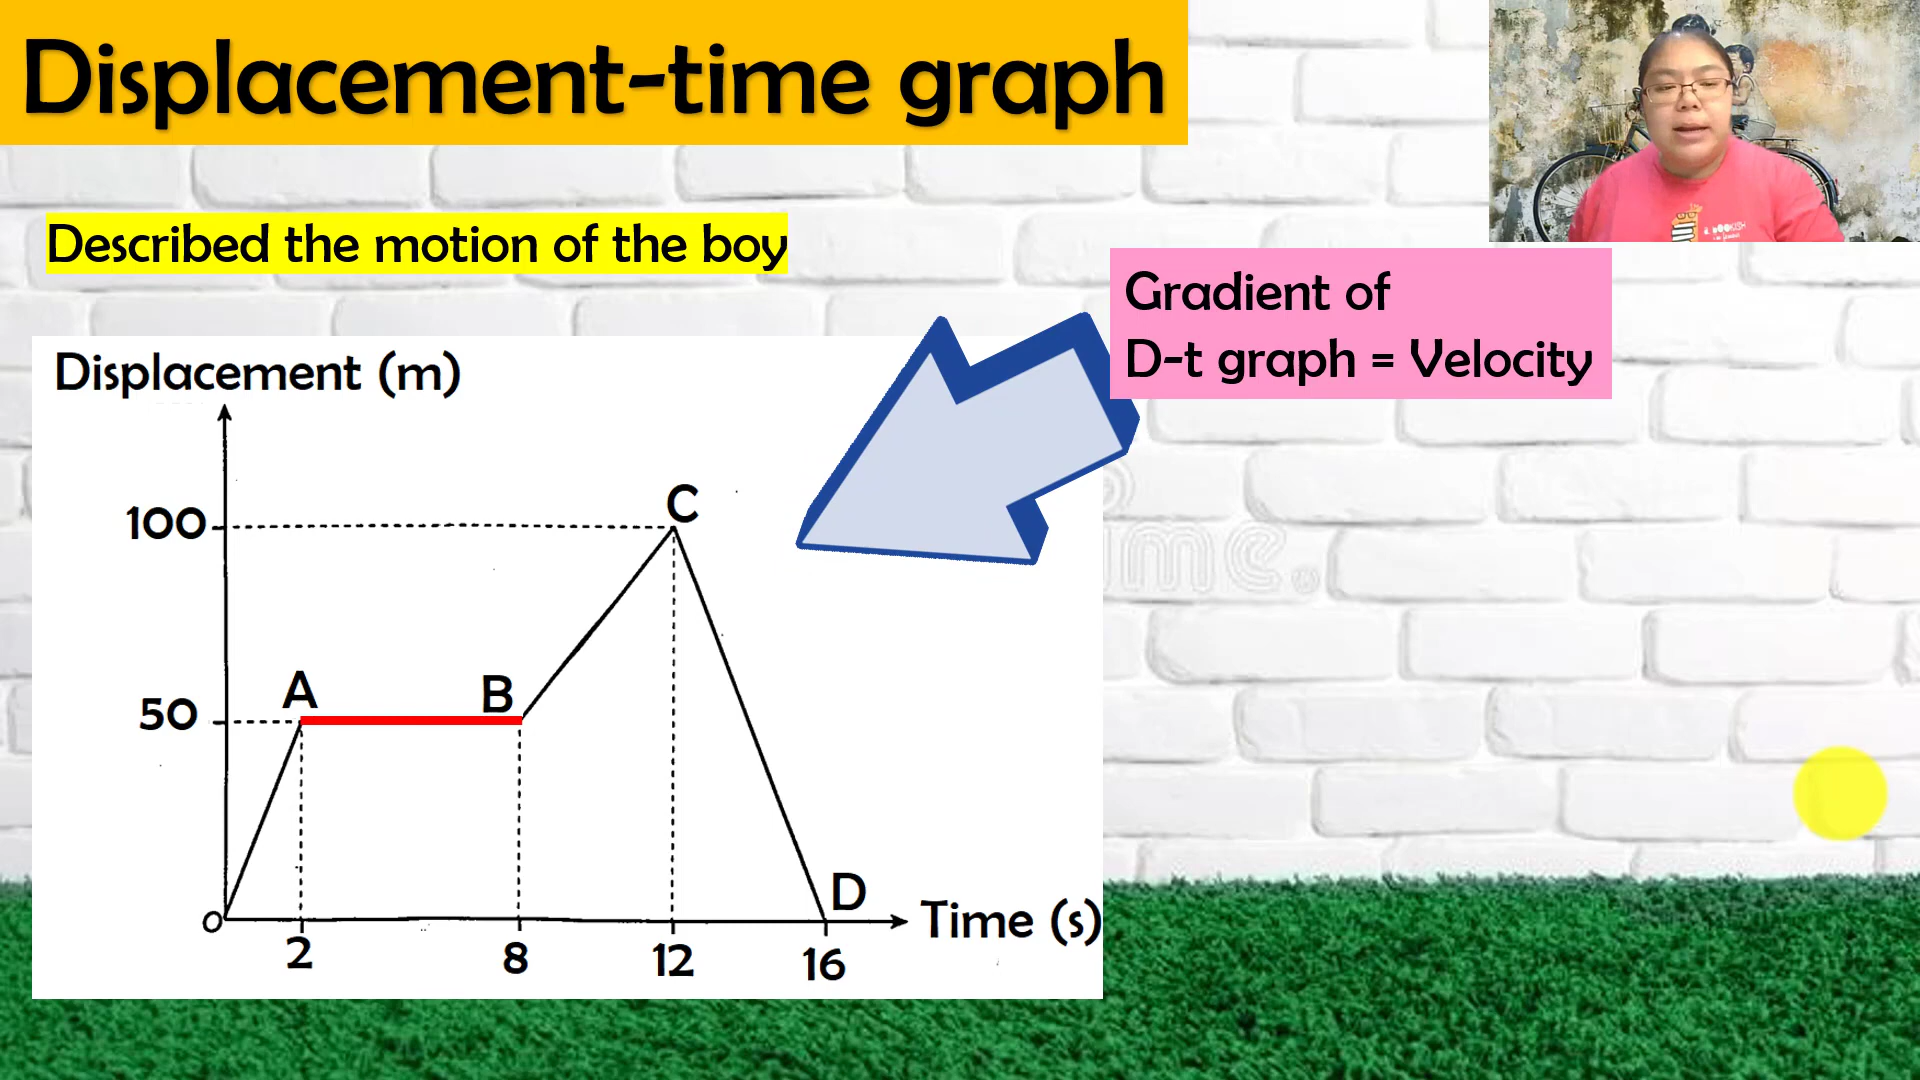 Displacement-time graph
Described the motion of the boy
Gradient of
D-t graph = Velocity
Displacement (m)
100
C
A
B
50
D
0
Time (s)
2
8
12
16